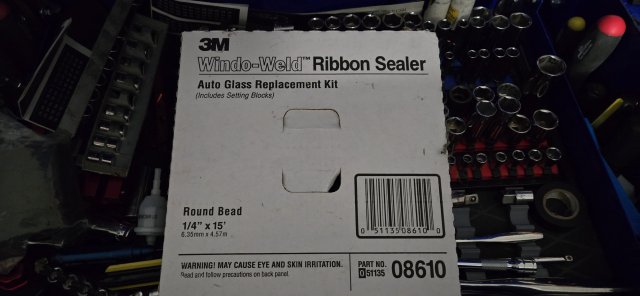 3M
Windo-Weld™ Ribbon Sealer
Auto Glass Replacement Kit
(Includes Setting Blocks)
Round Bead
1/4" x 15'
6.35mm x 4.57m
0 51135 08610 0
WARNING! MAY CAUSE EYE AND SKIN IRRITATION.
Read and follow precautions on back panel.
PART NO.
051135 08610